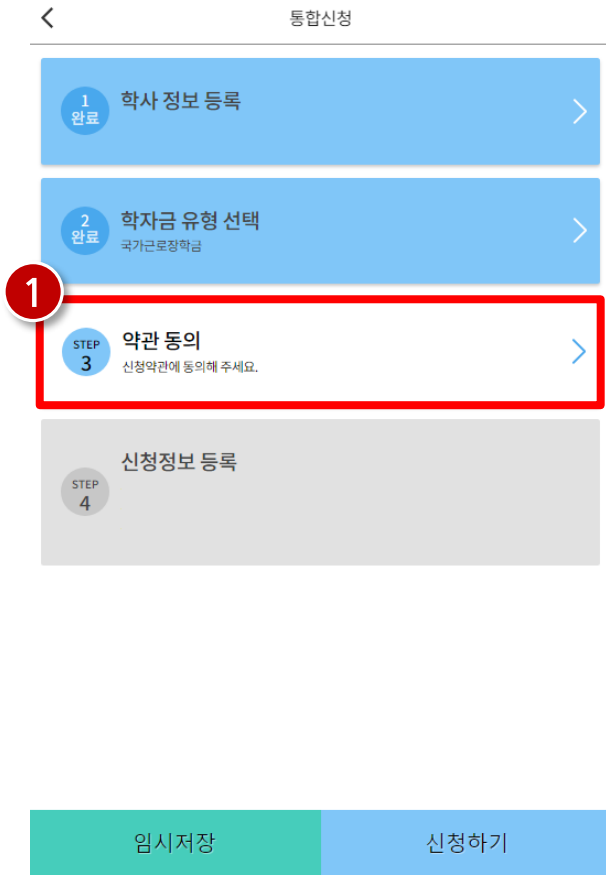 통합신청
1
완료
학사 정보 등록
2
완료
학자금 유형 선택
국가근로장학금
1
STEP
3
약관 동의
신청약관에 동의해 주세요.
STEP
4
신청정보 등록
임시저장
신청하기